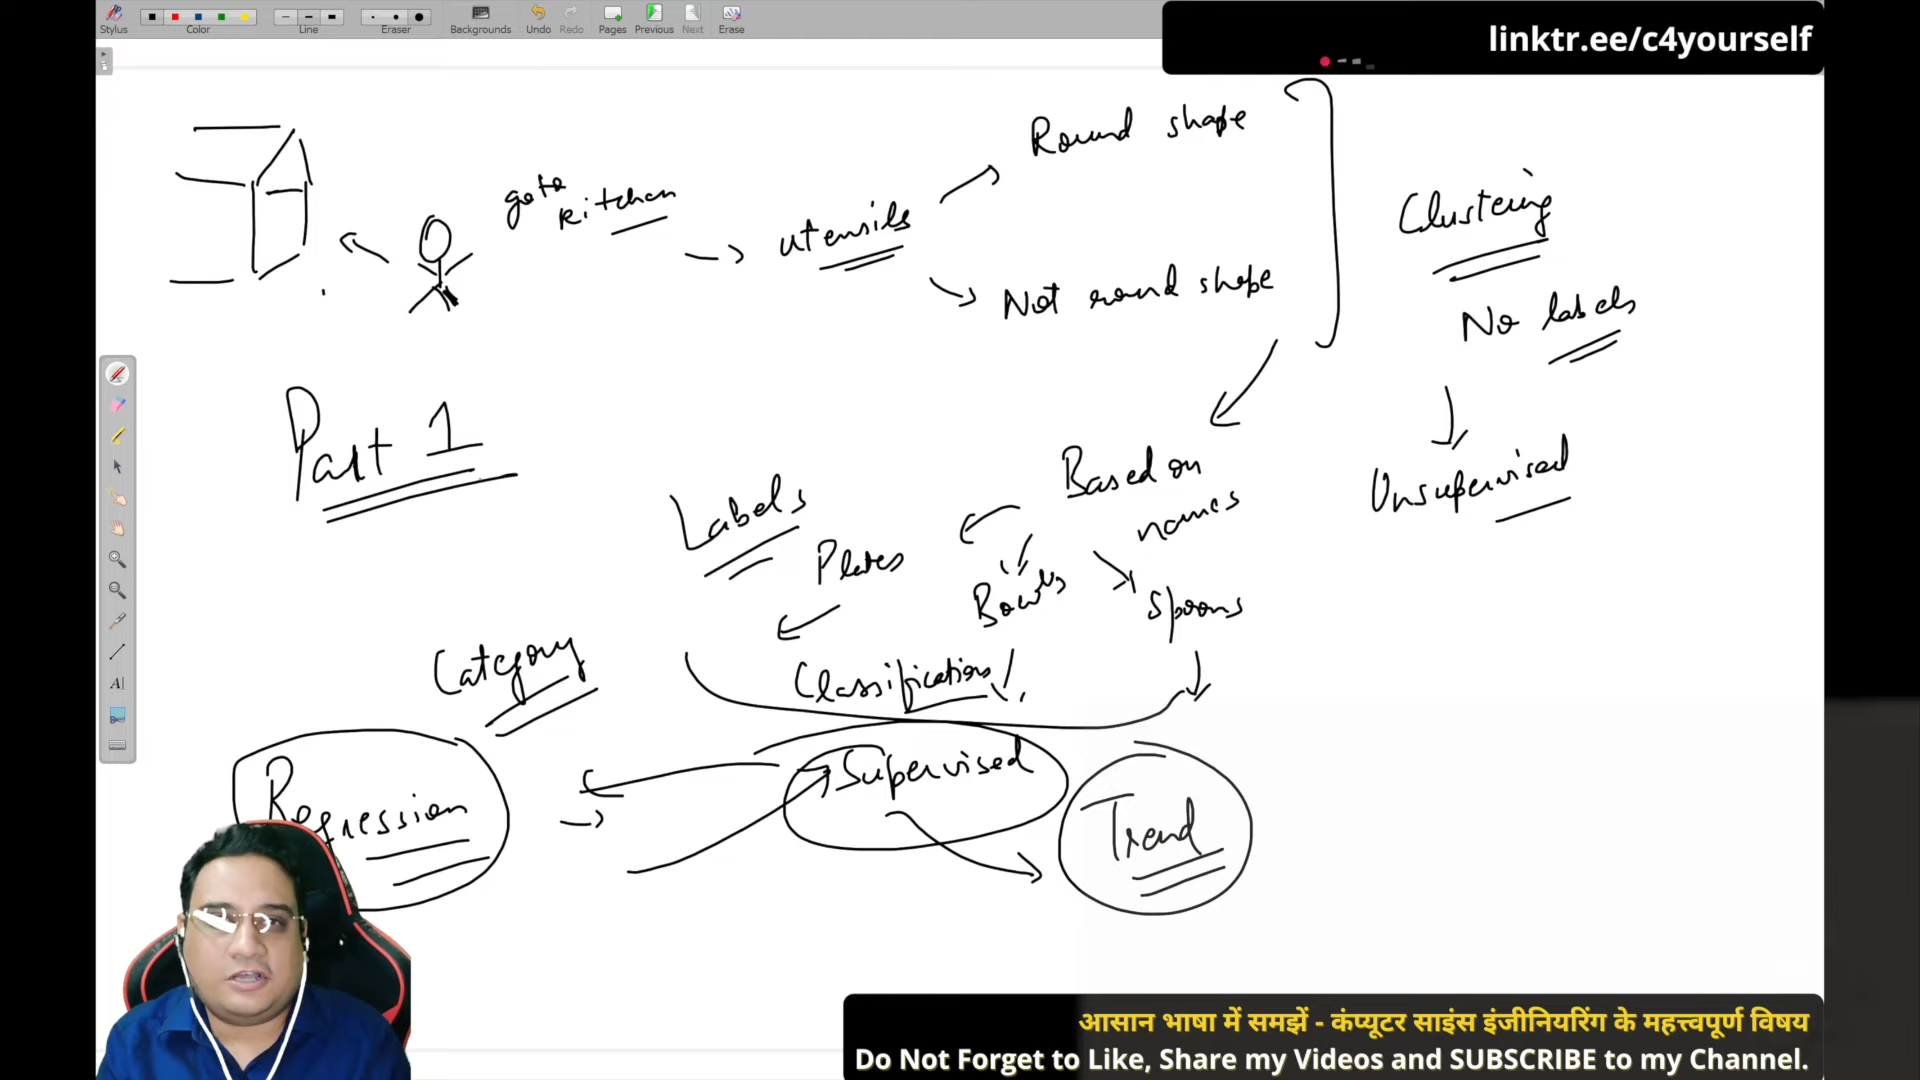 Stylus
Color
Line
Eraser
Backgrounds
Undo
Redo
Pages
Previous
Next
Erase
linktr.ee/c4yourself
Round shape
go to
kitchen
utensils
Clustering
Not round shape
No labels
Part 1
Based on
names
Unsupervised
Labels
Plates
Bowls
Spoons
Category
Classification
Supervised
Regression
Trend
आसान भाषा में समझें - कंप्यूटर साइंस इंजीनियरिंग के महत्त्वपूर्ण विषय
Do Not Forget to Like, Share my Videos and SUBSCRIBE to my Channel.